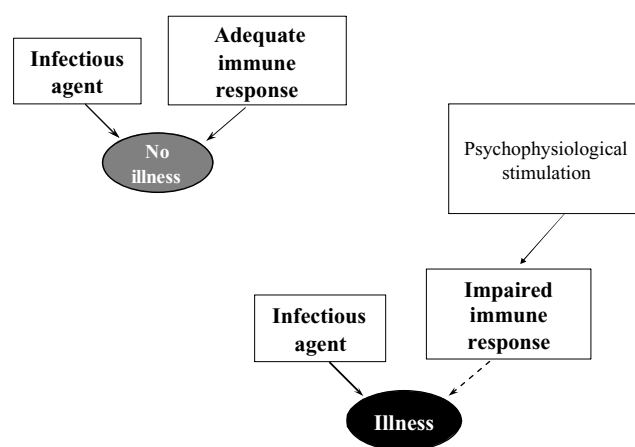 Infectious
agent
Adequate
immune
response
No
illness
Psychophysiological
stimulation
Infectious
agent
Impaired
immune
response
Illness